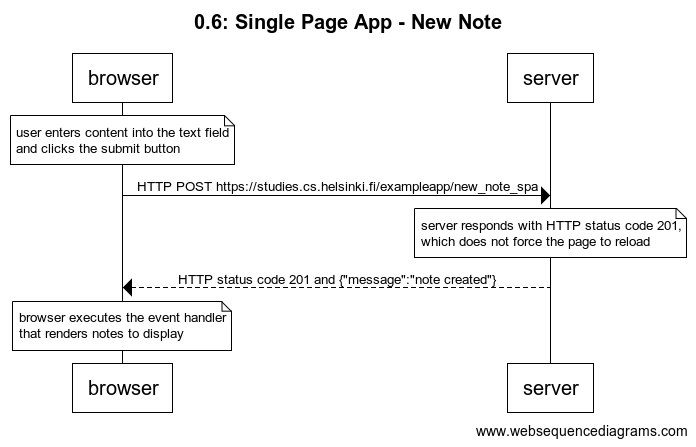 0.6: Single Page App - New Note
browser
server
user enters content into the text field
and clicks the submit button
HTTP POST https://studies.cs.helsinki.fi/exampleapp/new_note_spa
server responds with HTTP status code 201,
which does not force the page to reload
HTTP status code 201 and {"message":"note created"}
browser executes the event handler
that renders notes to display
browser
server
www.websequencediagrams.com